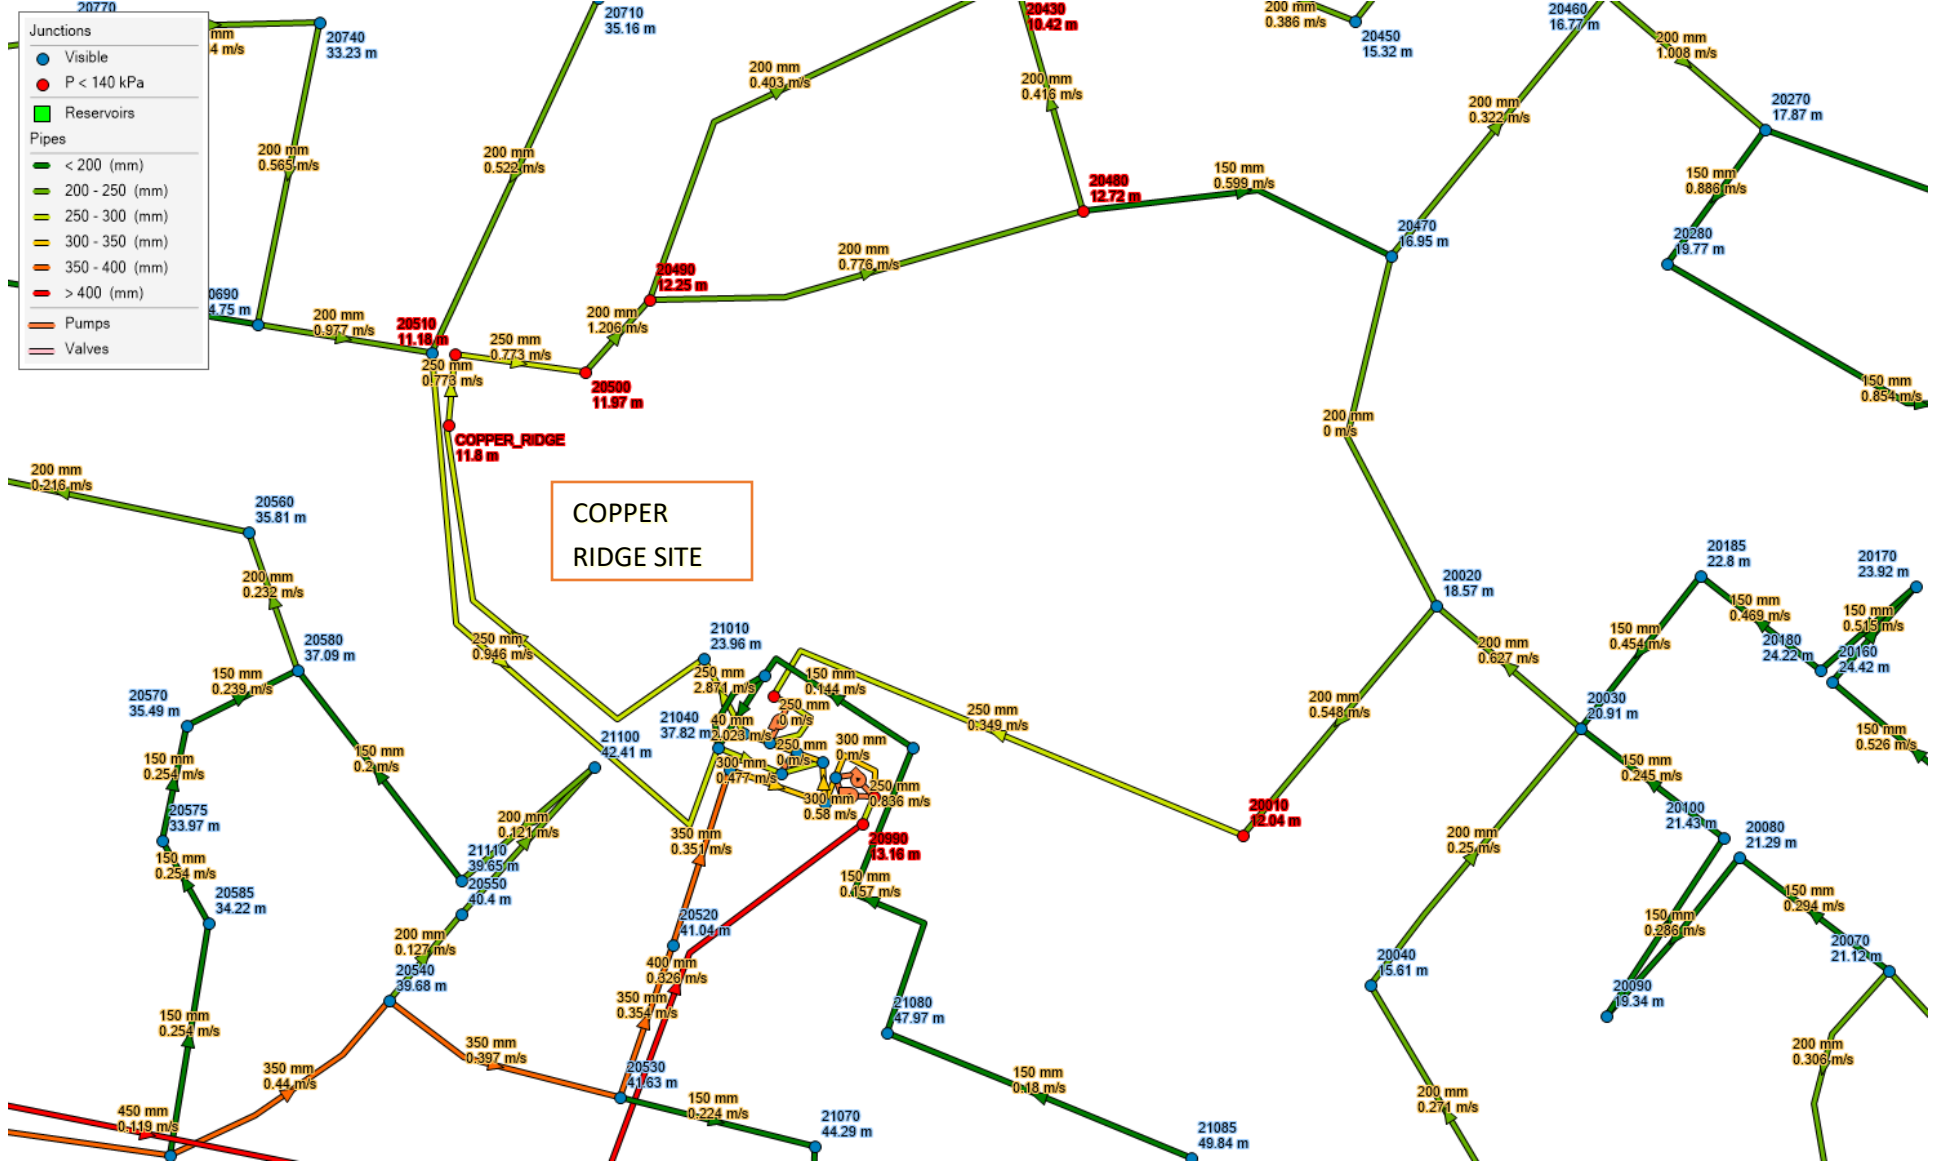 20770
Junctions
Visible
P < 140 kPa
Reservoirs
Pipes
< 200 (mm)
200 - 250 (mm)
250 - 300 (mm)
300 - 350 (mm)
350 - 400 (mm)
> 400 (mm)
Pumps
Valves
mm
4 m/s
20740
33.23 m
20710
35.16 m
20430
10.42 m
200 mm
0.386 m/s
20450
15.32 m
20460
16.77 m
200 mm
1.008 m/s
200 mm
0.403 m/s
200 mm
0.416 m/s
200 mm
0.322 m/s
20270
17.87 m
200 mm
0.565 m/s
200 mm
0.522 m/s
20480
12.72 m
150 mm
0.599 m/s
150 mm
0.886 m/s
20470
16.95 m
20280
19.77 m
200 mm
0.776 m/s
20490
12.25 m
0690
4.75 m
200 mm
0.977 m/s
20510
11.18 m
200 mm
1.206 m/s
250 mm
0.773 m/s
250 mm
0.773 m/s
20500
11.97 m
150 mm
0.854 m/s
COPPER_RIDGE
11.8 m
200 mm
0 m/s
200 mm
0.216 m/s
20560
35.81 m
COPPER
RIDGE SITE
20185
22.8 m
20170
23.92 m
200 mm
0.232 m/s
20020
18.57 m
150 mm
0.469 m/s
150 mm
0.515 m/s
150 mm
0.454 m/s
20180
24.22 m
20160
24.42 m
20580
37.09 m
250 mm
0.946 m/s
21010
23.96 m
200 mm
0.627 m/s
150 mm
0.239 m/s
250 mm
2.871 m/s
150 mm
0.144 m/s
20570
35.49 m
200 mm
0.548 m/s
20030
20.91 m
250 mm
0 m/s
250 mm
0.349 m/s
21040
37.82 m
40 mm
2.023 m/s
150 mm
0.526 m/s
21100
42.41 m
250 mm
0 m/s
300 mm
0 m/s
150 mm
0.2 m/s
150 mm
0.254 m/s
300 mm
0.477 m/s
150 mm
0.245 m/s
250 mm
0.836 m/s
300 mm
0.58 m/s
20010
12.04 m
20575
33.97 m
200 mm
0.121 m/s
20100
21.43 m
20080
21.29 m
350 mm
0.351 m/s
20990
13.16 m
200 mm
0.25 m/s
21110
39.65 m
150 mm
0.254 m/s
150 mm
0.157 m/s
20550
40.4 m
20585
34.22 m
150 mm
0.294 m/s
20520
41.04 m
150 mm
0.286 m/s
200 mm
0.127 m/s
20070
21.12 m
400 mm
0.326 m/s
20040
15.61 m
20540
39.68 m
20090
19.34 m
350 mm
0.354 m/s
21080
47.97 m
150 mm
0.254 m/s
350 mm
0.397 m/s
200 mm
0.306 m/s
350 mm
0.44 m/s
20530
41.63 m
150 mm
0.18 m/s
200 mm
0.271 m/s
150 mm
0.224 m/s
450 mm
0.119 m/s
21070
44.29 m
21085
49.84 m